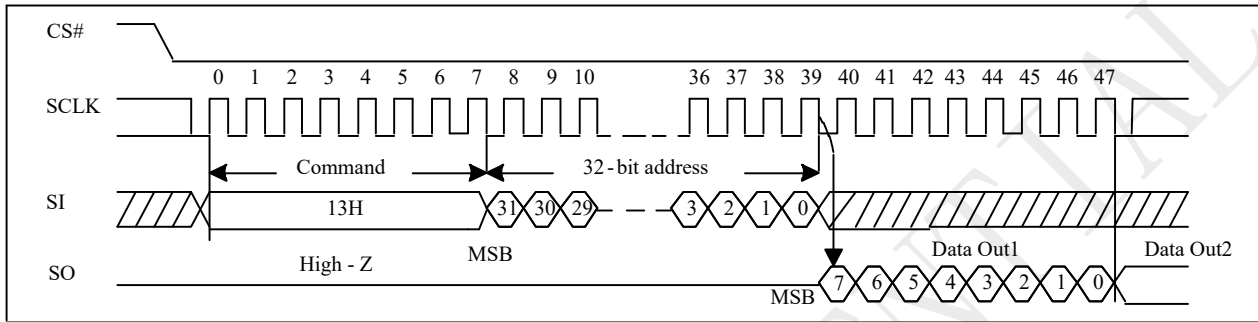 CS#
0 1 2 3 4 5 6 7 8 9 10 36 37 38 39 40 41 42 43 44 45 46 47
SCLK
Command 32-bit address
SI 13H 31 30 29 3 2 1 0
High - Z MSB Data Out1 Data Out2
SO MSB 7 6 5 4 3 2 1 0